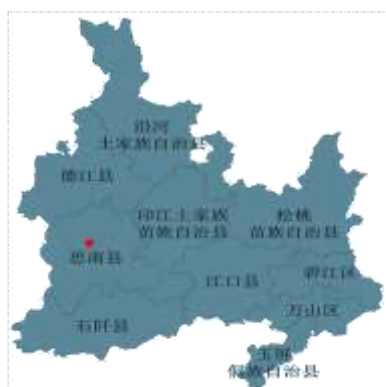 沿河
土家族自治县
德江县
印江土家族
苗族自治县
松桃
苗族自治县
思南县
碧江区
江口县
万山区
石阡县
玉屏
侗族自治县